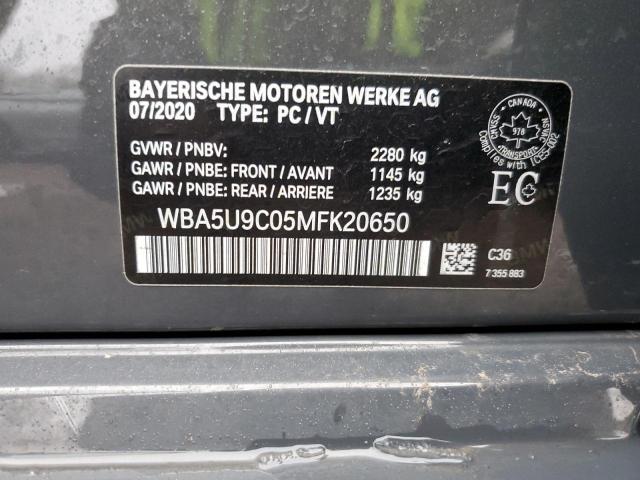 BAYERISCHE MOTOREN WERKE AG
07/2020 TYPE: PC/VT
GVWR / PNBV: 2280 kg
GAWR / PNBE: FRONT / AVANT 1145 kg
GAWR / PNBE: REAR / ARRIERE 1235 kg
WBA5U9C05MFK20650
CANADA
CMVSS
NSVAC
978
TRANSPORT
Complies with ICES-002
EC
C36
7 355 883